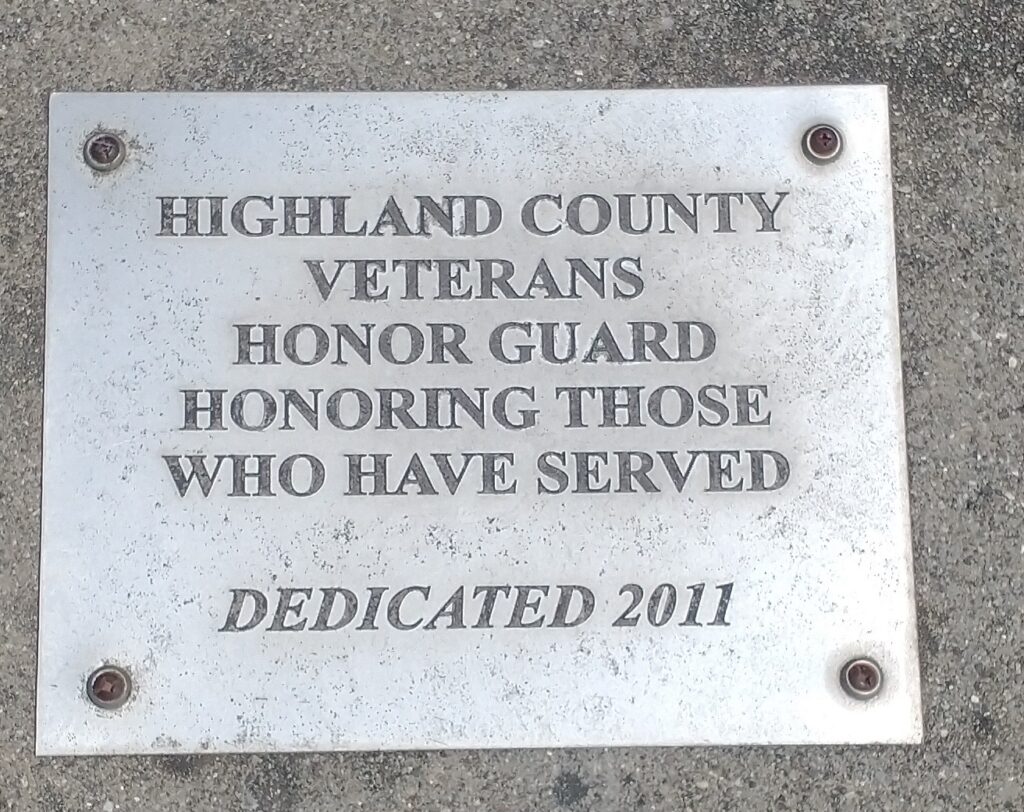 HIGHLAND COUNTY
VETERANS
HONOR GUARD
HONORING THOSE
WHO HAVE SERVED
DEDICATED 2011